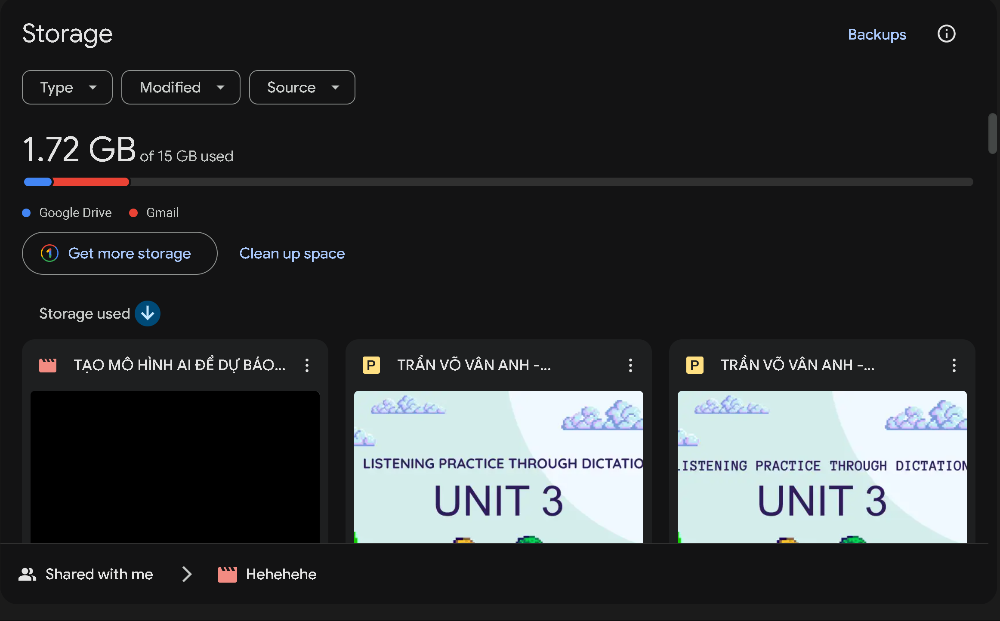 Storage
Backups
Type
Modified
Source
1.72 GB of 15 GB used
Google Drive
Gmail
Get more storage
Clean up space
Storage used
TẠO MÔ HÌNH AI ĐỂ DỰ BÁO...
P
TRẦN VÕ VÂN ANH -...
P
TRẦN VÕ VÂN ANH -...
LISTENING PRACTICE THROUGH DICTATIO
UNIT 3
LISTENING PRACTICE THROUGH DICTATION
UNIT 3
Shared with me
Hehehehe